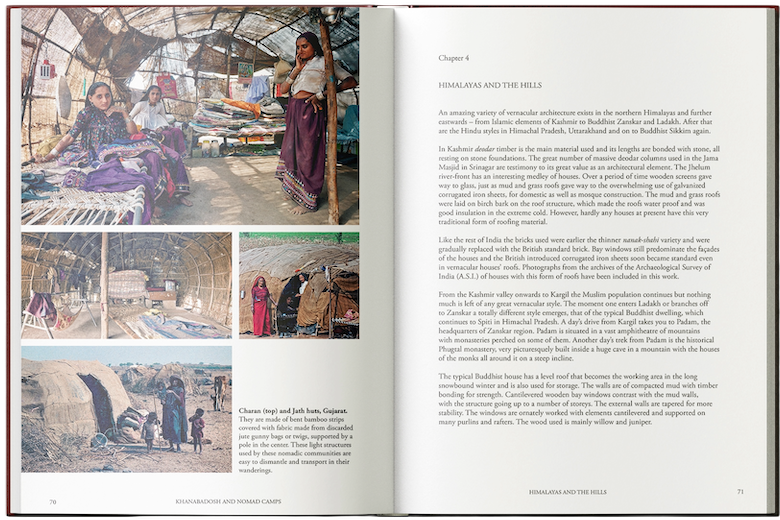 Charan (top) and Jath huts, Gujarat.
They are made of bent bamboo strips
covered with fabric made from discarded
jute gunny bags or twigs, supported by a
pole in the center. These light structures
used by these nomadic communities are
easy to dismantle and transport in their
wanderings.
70
KHANABADOSH AND NOMAD CAMPS
Chapter 4
HIMALAYAS AND THE HILLS
An amazing variety of vernacular architecture exists in the northern Himalayas and further
eastwards – from Islamic elements of Kashmir to Buddhist Zanskar and Ladakh. After that
are the Hindu styles in Himachal Pradesh, Uttarakhand and on to Buddhist Sikkim again.
In Kashmir deodar timber is the main material used and its lengths are bonded with stone, all
resting on stone foundations. The great number of massive deodar columns used in the Jama
Masjid in Srinagar are testimony to its great value as an architectural element. The Jhelum
river-front has an interesting medley of houses. Over a period of time wooden screens gave
way to glass, just as mud and grass roofs gave way to the overwhelming use of galvanized
corrugated iron sheets, for domestic as well as mosque construction. The mud and grass roofs
were laid on birch bark on the roof structure, which made the roofs water proof and was
good insulation in the extreme cold. However, hardly any houses at present have this very
traditional form of roofing material.
Like the rest of India the bricks used were earlier the thinner nanak-shahi variety and were
gradually replaced with the British standard brick. Bay windows still predominate the façades
of the houses and the British introduced corrugated iron sheets soon became standard even
in vernacular houses' roofs. Photographs from the archives of the Archaeological Survey of
India (A.S.I.) of houses with this form of roofs have been included in this work.
From the Kashmir valley onwards to Kargil the Muslim population continues but nothing
much is left of any great vernacular style. The moment one enters Ladakh or branches off
to Zanskar a totally different style emerges, that of the typical Buddhist dwelling, which
continues to Spiti in Himachal Pradesh. A day's drive from Kargil takes you to Padam, the
headquarters of Zanskar region. Padam is situated in a vast amphitheatre of mountains
with monasteries perched on some of them. Another day's trek from Padam is the historical
Phugtal monastery, very picturesquely built inside a huge cave in a mountain with the houses
of the monks all around it on a steep incline.
The typical Buddhist house has a level roof that becomes the working area in the long
snowbound winter and is also used for storage. The walls are of compacted mud with timber
bonding for strength. Cantilevered wooden bay windows contrast with the mud walls,
with the structure going up to a number of storeys. The external walls are tapered for more
stability. The windows are ornately worked with elements cantilevered and supported on
many purlins and rafters. The wood used is mainly willow and juniper.
HIMALAYAS AND THE HILLS
71